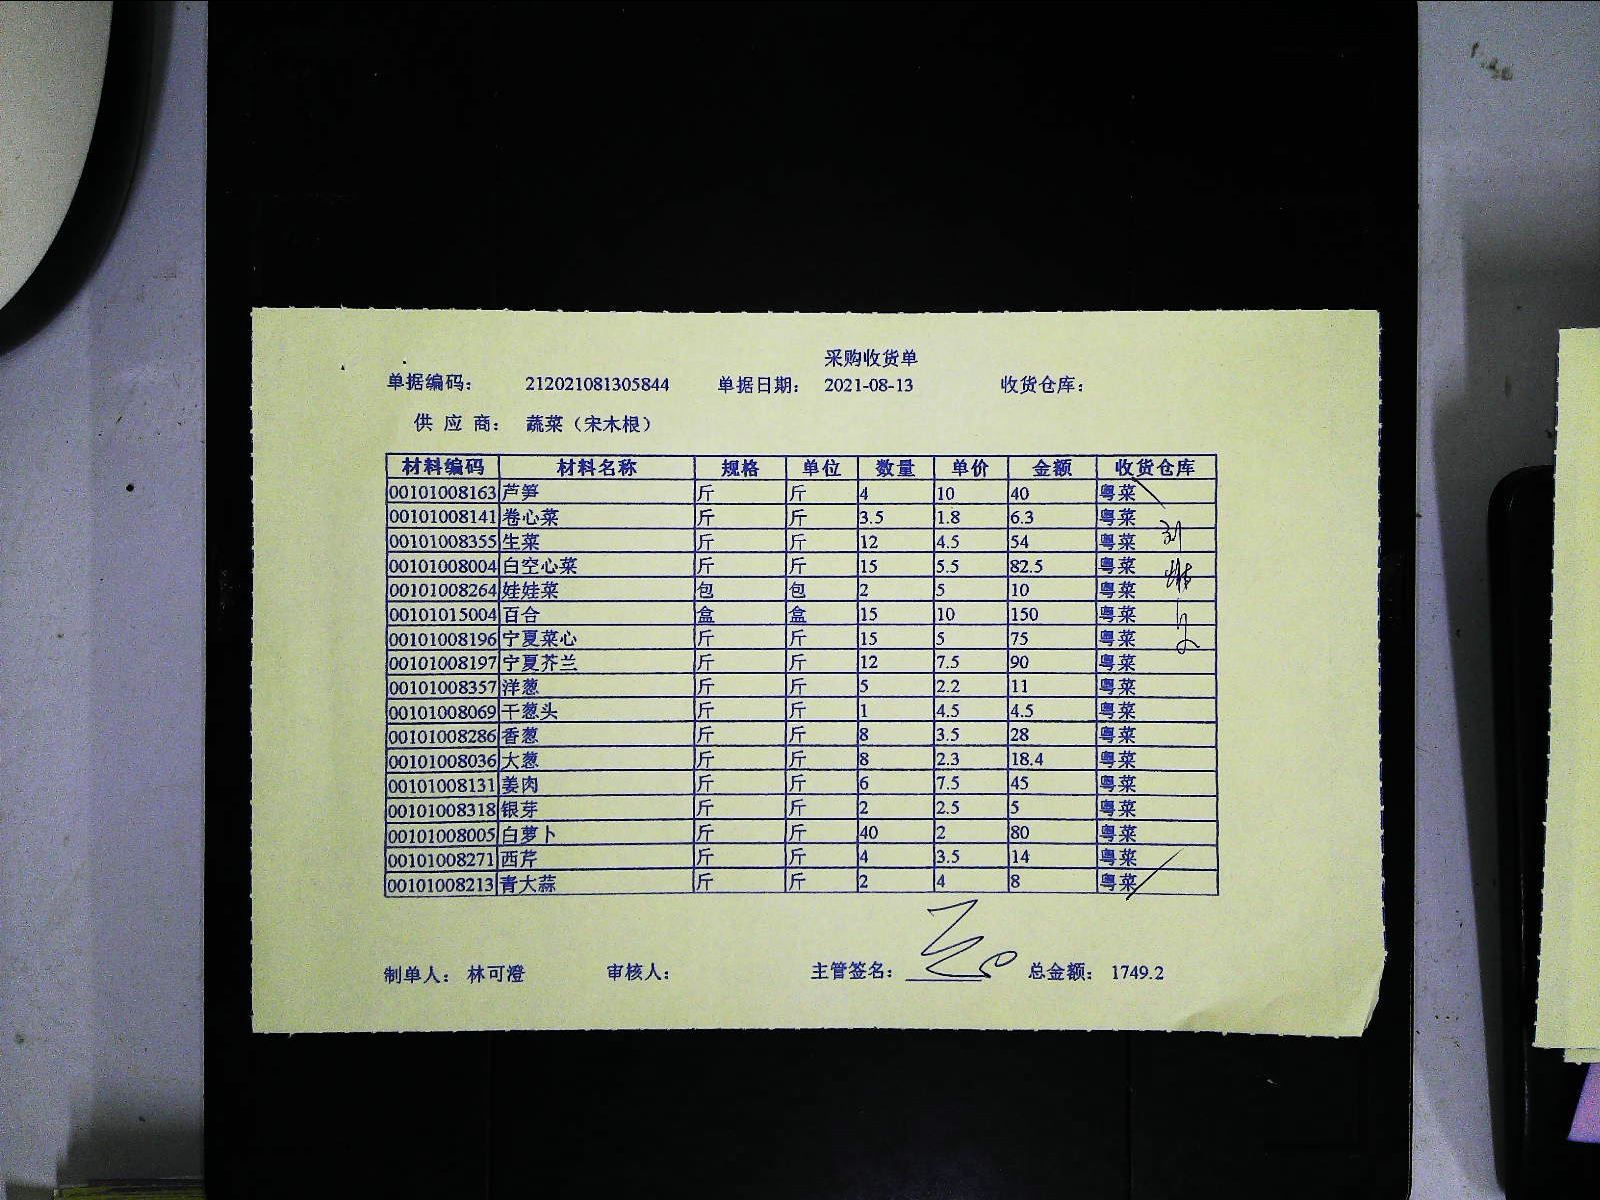 采购收货单
单据编码： 212021081305844 单据日期： 2021-08-13 收货仓库：
供 应 商： 蔬菜（宋木根）
材料编码 材料名称 规格 单位 数量 单价 金额 收货仓库
00101008163 芦笋 斤 斤 4 10 40 粤菜
00101008141 卷心菜 斤 斤 3.5 1.8 6.3 粤菜
00101008355 生菜 斤 斤 12 4.5 54 粤菜
00101008004 白空心菜 斤 斤 15 5.5 82.5 粤菜
00101008264 娃娃菜 包 包 2 5 10 粤菜
00101015004 百合 盒 盒 15 10 150 粤菜
00101008196 宁夏菜心 斤 斤 15 5 75 粤菜
00101008197 宁夏芥兰 斤 斤 12 7.5 90 粤菜
00101008357 洋葱 斤 斤 5 2.2 11 粤菜
00101008069 干葱头 斤 斤 1 4.5 4.5 粤菜
00101008286 香葱 斤 斤 8 3.5 28 粤菜
00101008036 大葱 斤 斤 8 2.3 18.4 粤菜
00101008131 姜肉 斤 斤 6 7.5 45 粤菜
00101008318 银芽 斤 斤 2 2.5 5 粤菜
00101008005 白萝卜 斤 斤 40 2 80 粤菜
00101008271 西芹 斤 斤 4 3.5 14 粤菜
00101008213 青大蒜 斤 斤 2 4 8 粤菜
制单人： 林可澄 审核人： 主管签名： 总金额： 1749.2